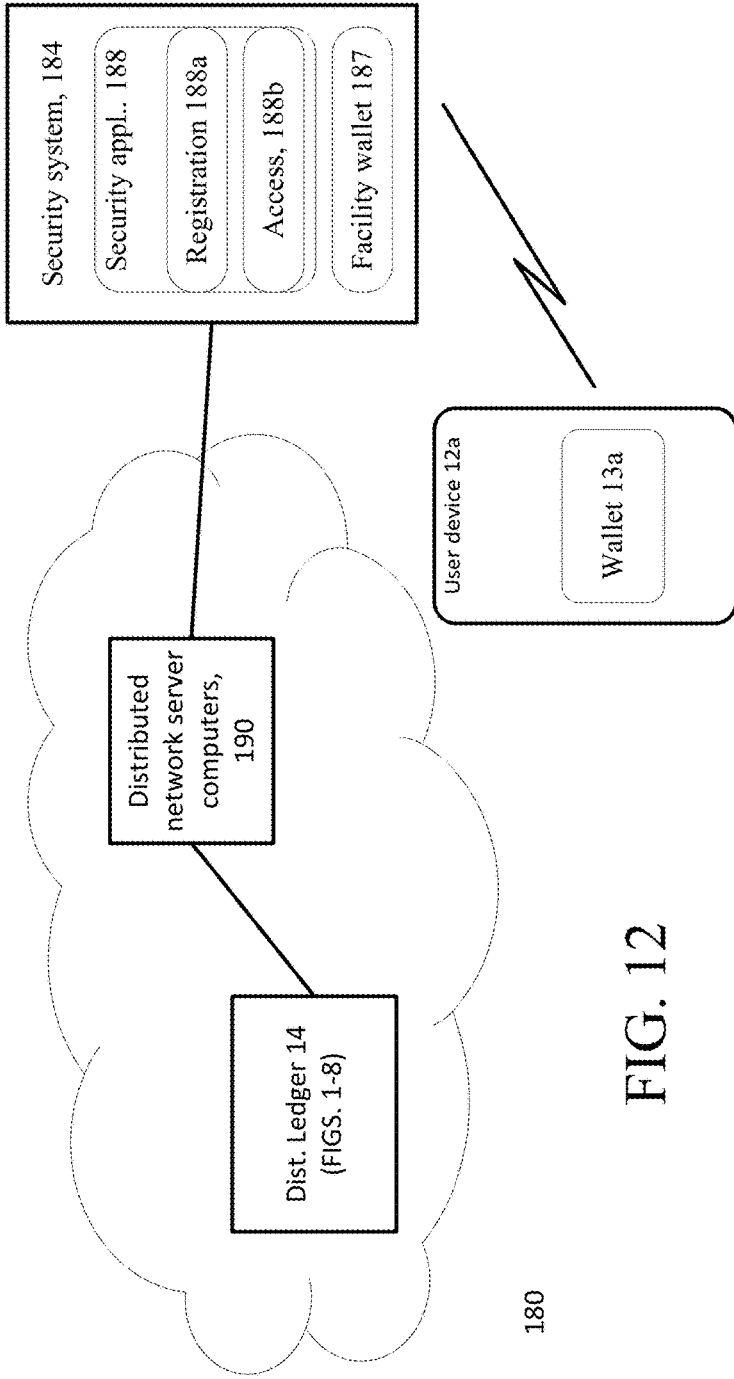 Security system, 184
Security appl.. 188
Registration 188a
Access, 188b
Facility wallet 187
Distributed
network server
computers,
190
Dist. Ledger 14
(FIGS. 1-8)
User device 12a
Wallet 13a
180
FIG. 12